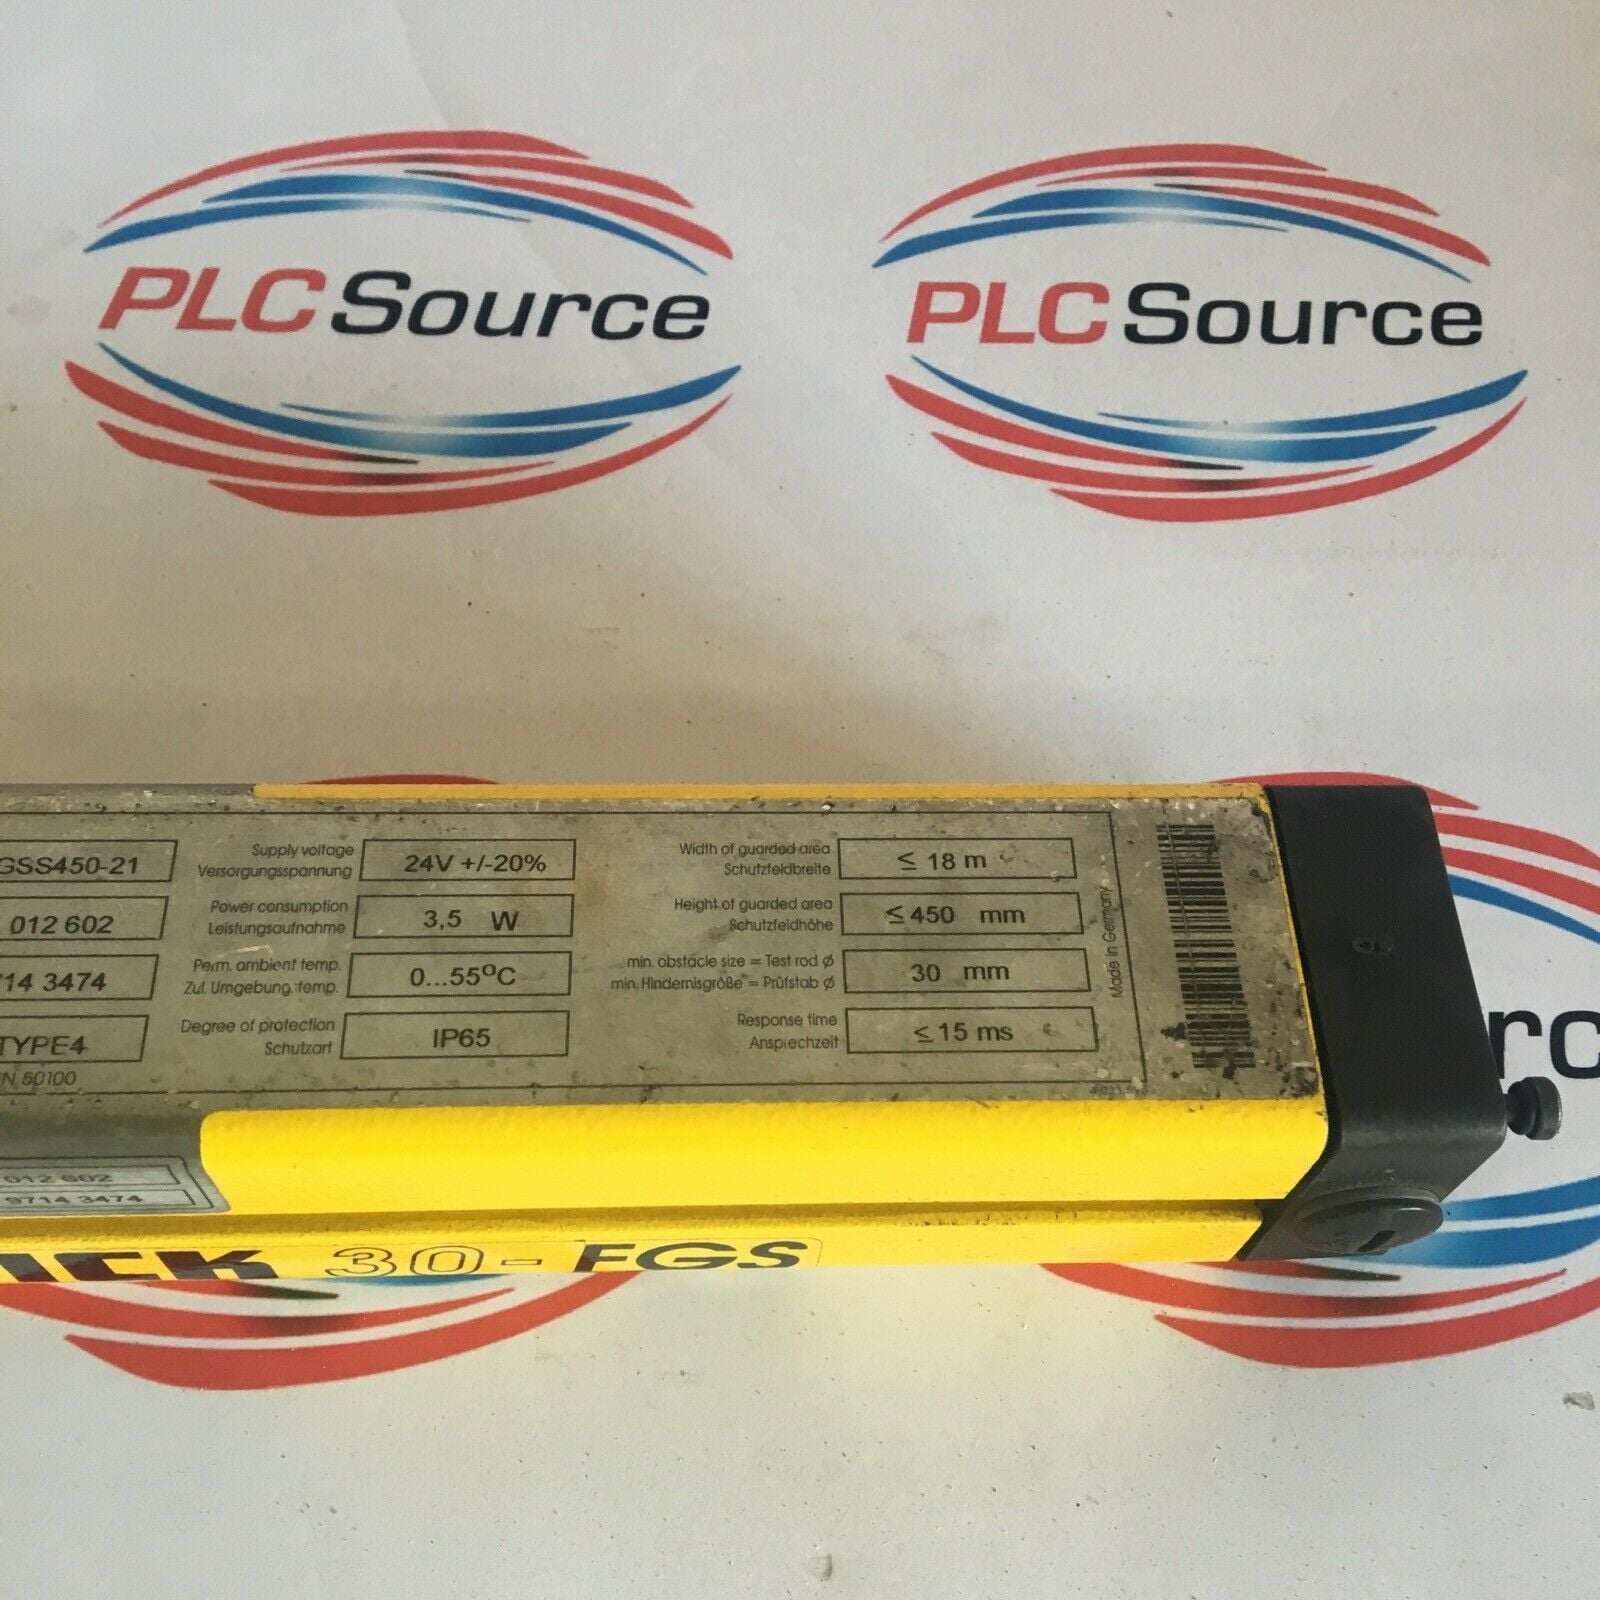 PLC Source
PLC Source
GSS450-21
012 602
714 3474
TYPE4
EN 50100
Supply voltage
Versorgungsspannung
24V +/-20%
Power consumption
Leistungsaufnahme
3,5 W
Perm. ambient temp.
Zul. Umgebung.temp.
0...55°C
Degree of protection
Schutzart
IP65
Width of guarded area
Schutzfeldbreite
≤ 18 m
Height of guarded area
Schutzfeldhöhe
≤ 450 mm
min. obstacle size = Test rod ø
min. Hindernisgröße = Prüfstab ø
30 mm
Response time
Ansprechzeit
≤ 15 ms
Made in Germany
012 602
9714 3474
SICK 30-FGS
rc